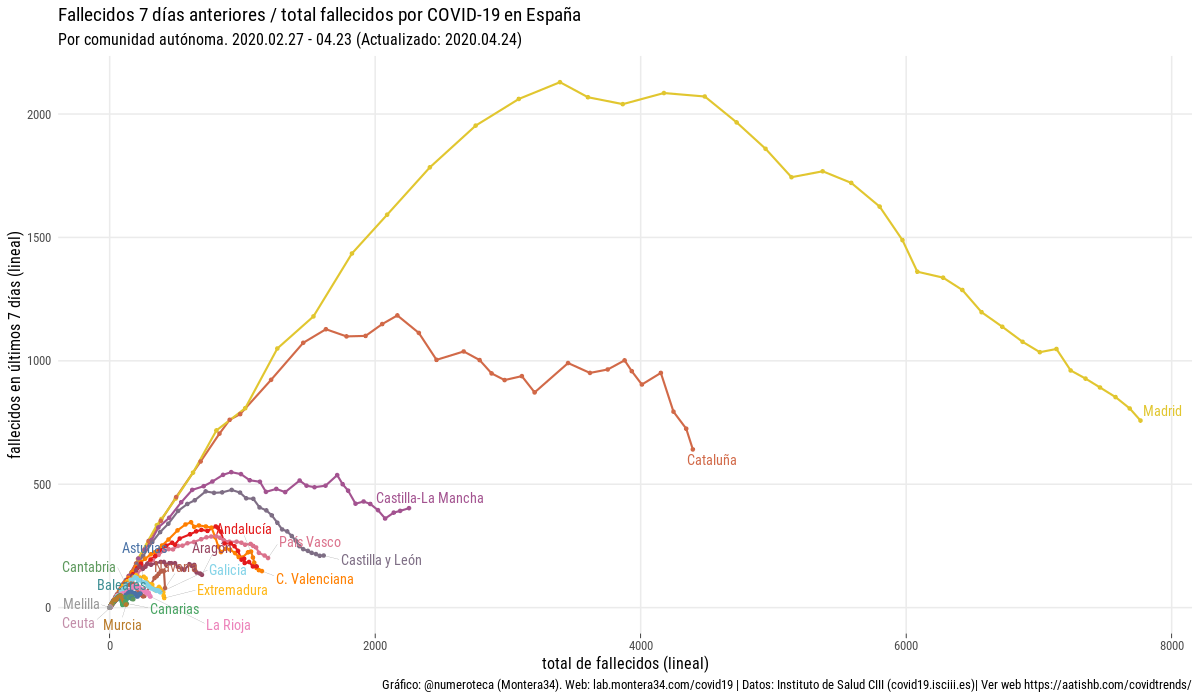 Fallecidos 7 días anteriores / total fallecidos por COVID-19 en España
Por comunidad autónoma. 2020.02.27 - 04.23 (Actualizado: 2020.04.24)
fallecidos en últimos 7 días (lineal)
2000
1500
1000
500
0
Madrid
Cataluña
Castilla-La Mancha
Andalucía
País Vasco
Asturias
Aragón
Castilla y León
Cantabria
Navarra
Galicia
C. Valenciana
Baleares
Extremadura
Melilla
Canarias
Ceuta
Murcia
La Rioja
0
2000
4000
6000
8000
total de fallecidos (lineal)
Gráfico: @numeroteca (Montera34). Web: lab.montera34.com/covid19 | Datos: Instituto de Salud CIII (covid19.isciii.es)| Ver web https://aatishb.com/covidtrends/